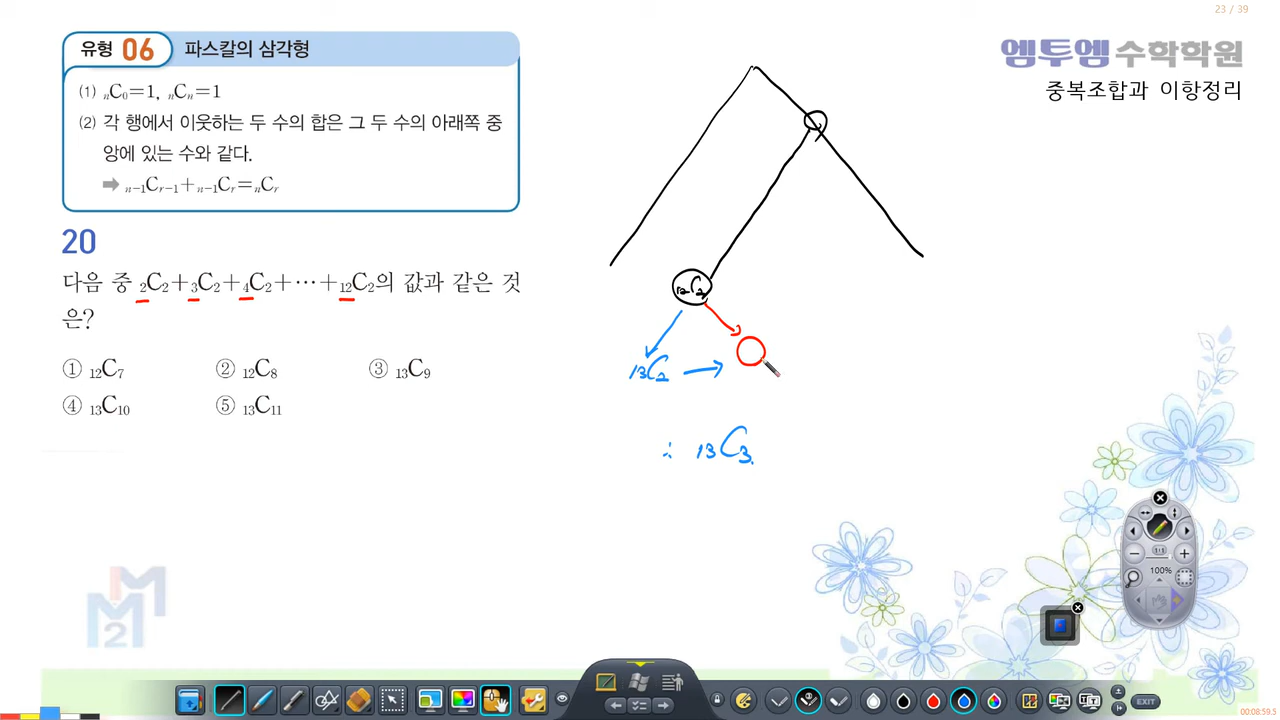 23 / 39
유형 06 파스칼의 삼각형
엠투엠수학학원
중복조합과 이항정리
(1) ₙC₀=1, ₙCₙ=1
(2) 각 행에서 이웃하는 두 수의 합은 그 두 수의 아래쪽 중
앙에 있는 수와 같다.
➡ ₙ₋₁Cᵣ₋₁+ₙ₋₁Cᵣ=ₙCᵣ
20
다음 중 ₂C₂+₃C₂+₄C₂+⋯+₁₂C₂의 값과 같은 것
은?
① ₁₂C₇ ② ₁₂C₈ ③ ₁₃C₉
④ ₁₃C₁₀ ⑤ ₁₃C₁₁
₁₂C₂
₁₃C₂ →
∴ ₁₃C₃.
M
M2
1:1
100%
EXIT
00:08:59.5